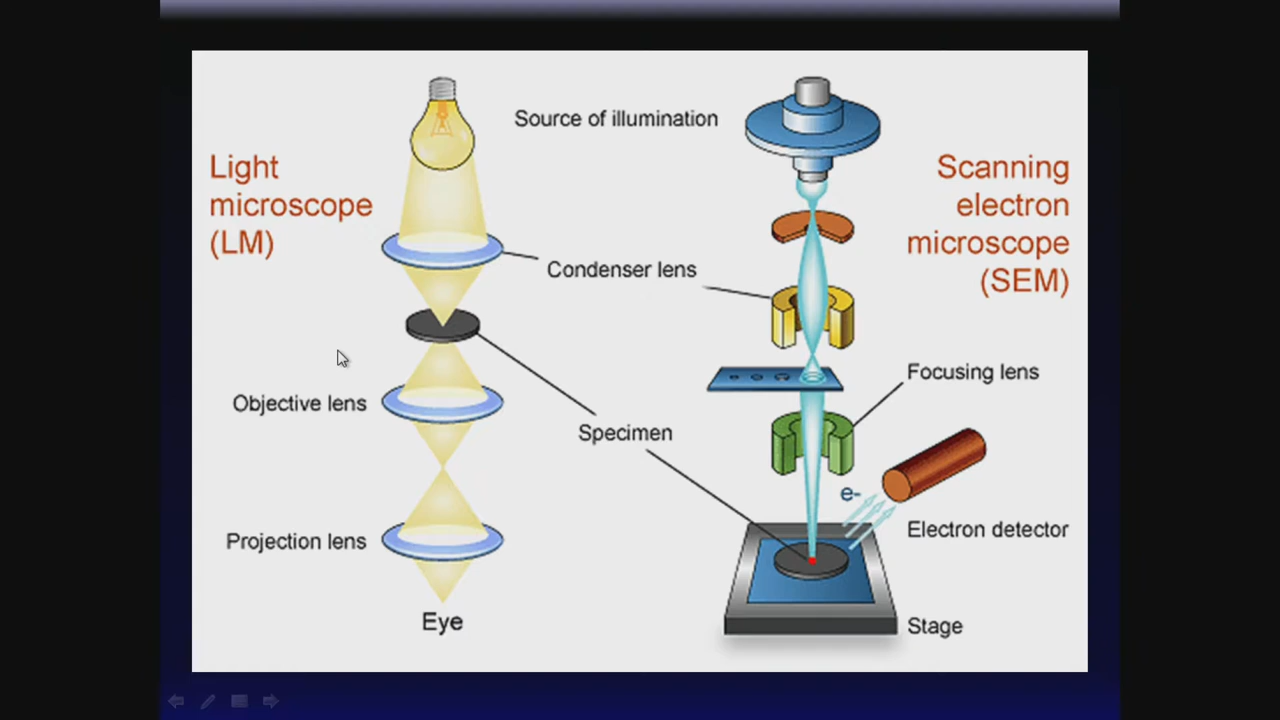 Source of illumination
Light
microscope
(LM)
Scanning
electron
microscope
(SEM)
Condenser lens
Focusing lens
Objective lens
Specimen
e-
Electron detector
Projection lens
Eye
Stage